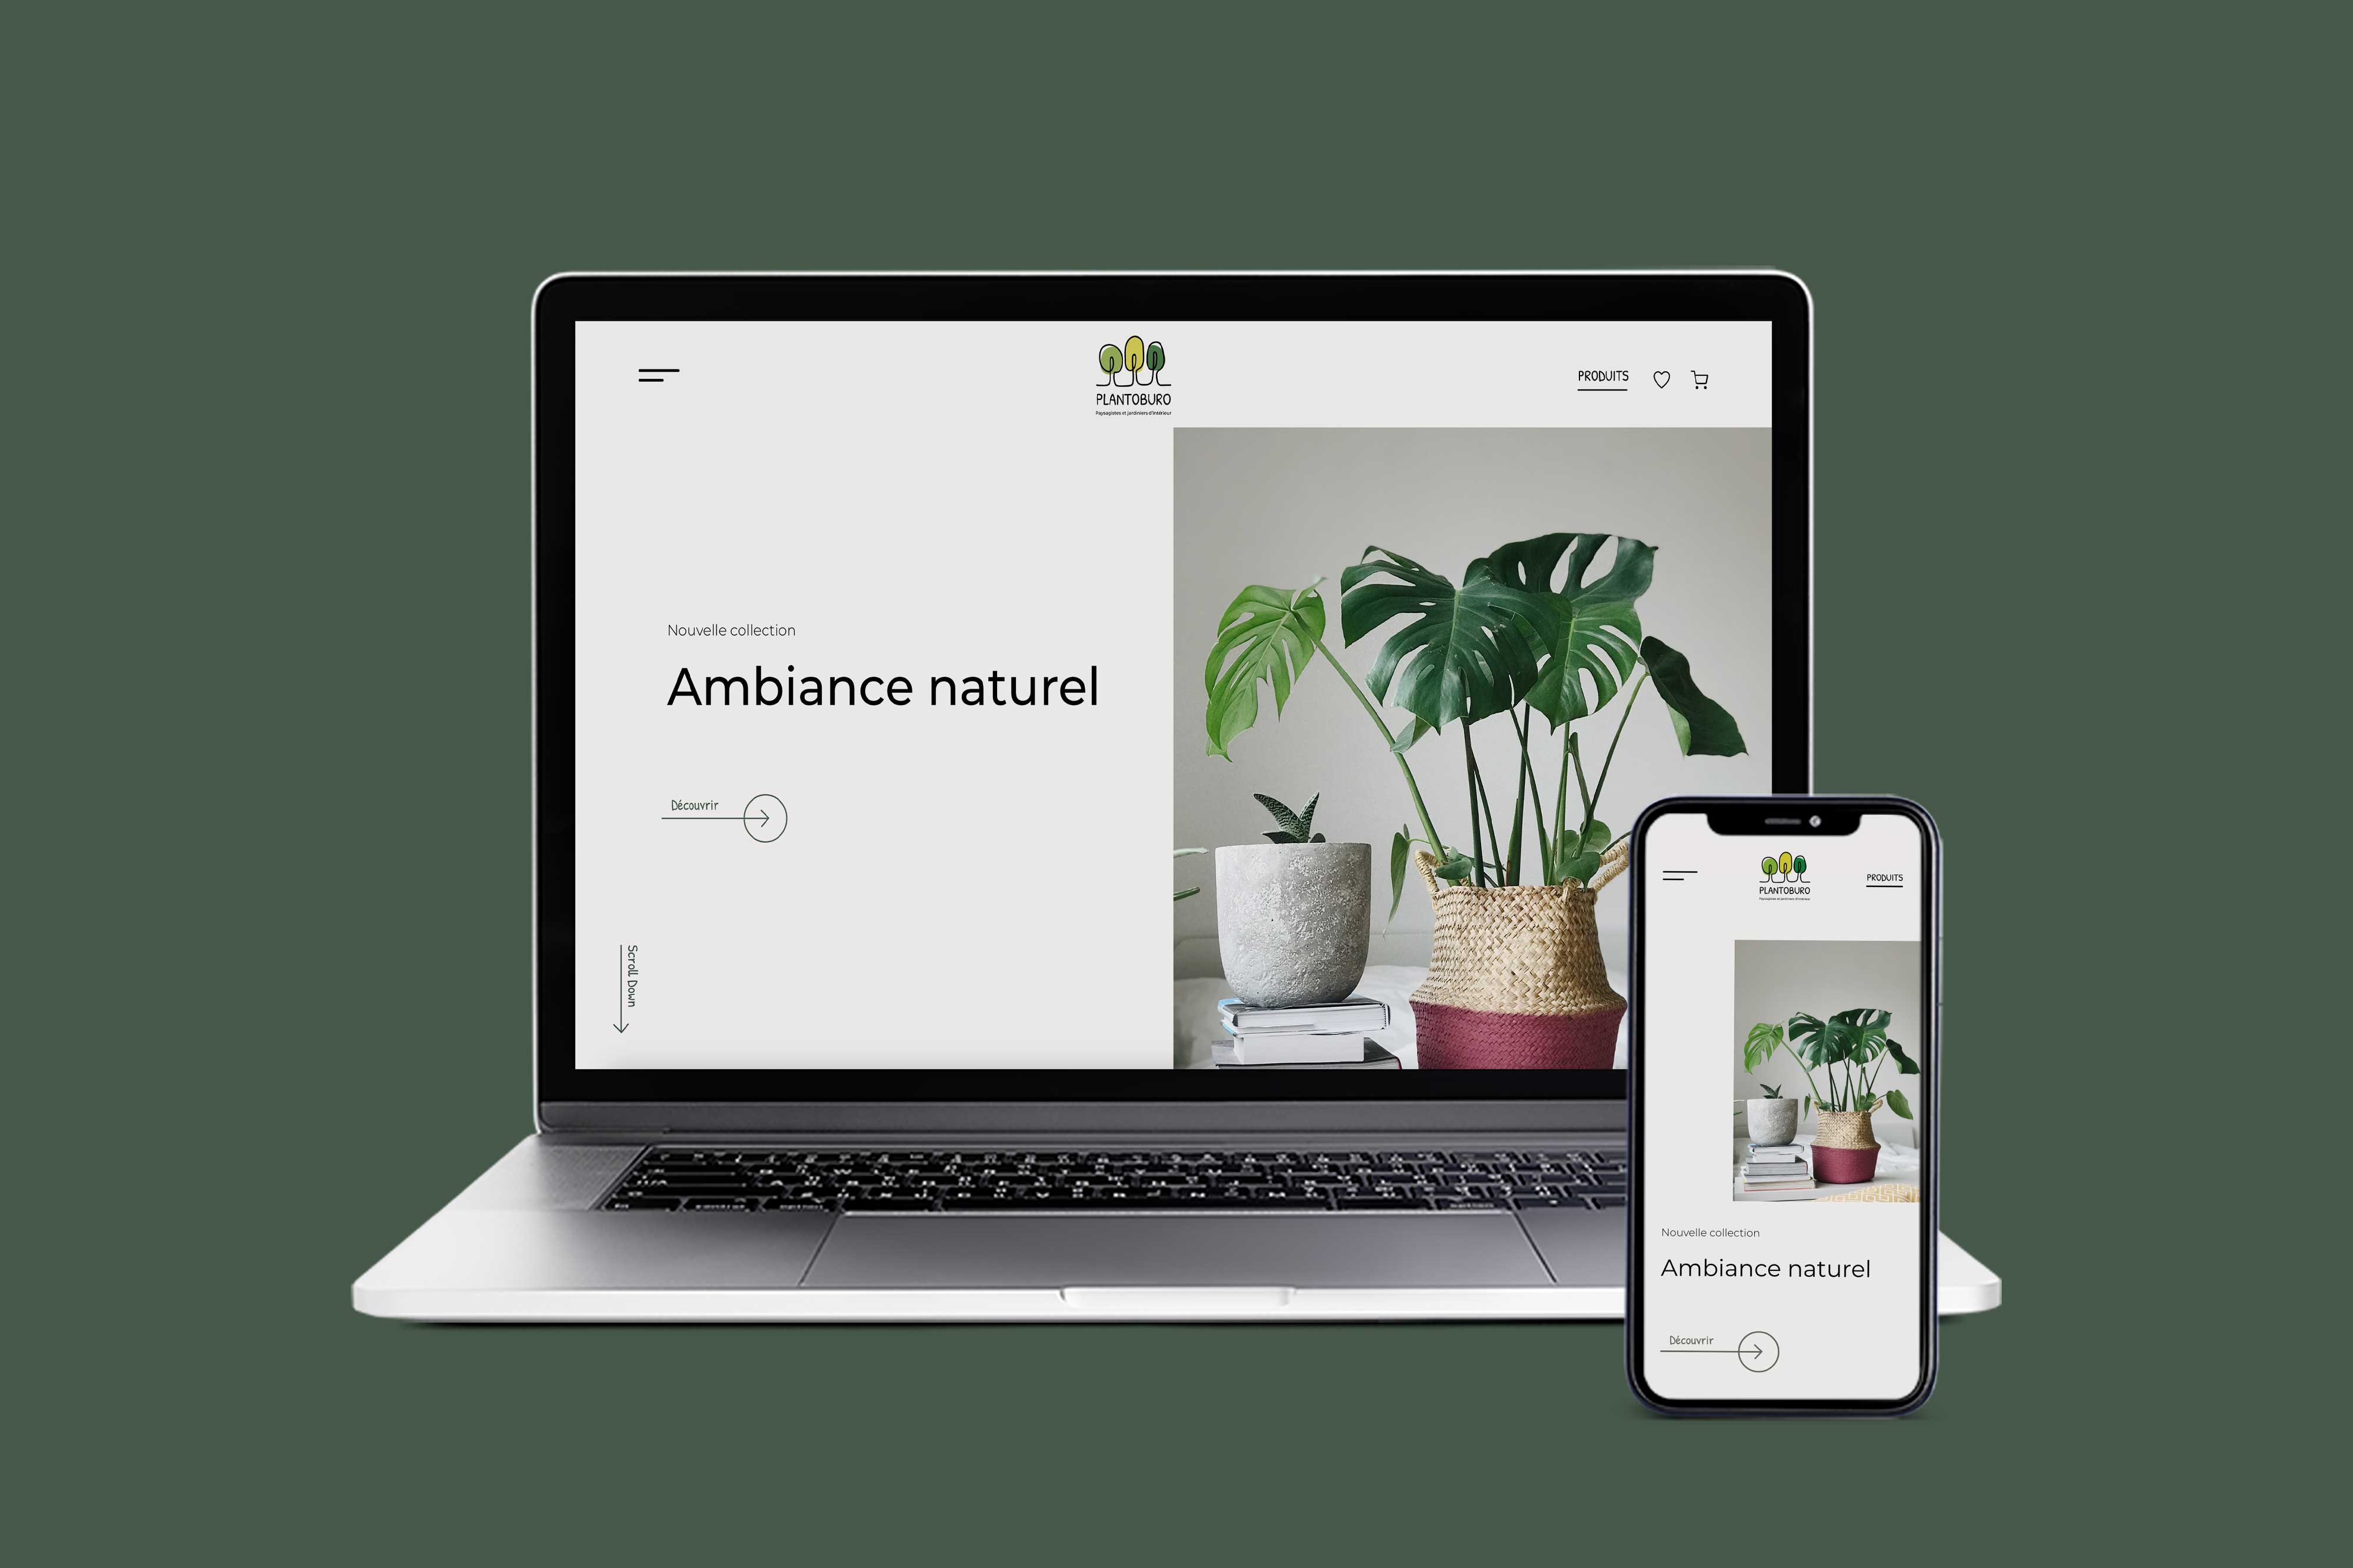 PLANTOBURO
Paysagistes et jardiniers d'intérieur
PRODUITS
Nouvelle collection
Ambiance naturel
Découvrir
Scroll Down
PLANTOBURO
Paysagistes et jardiniers d'intérieur
PRODUITS
Nouvelle collection
Ambiance naturel
Découvrir